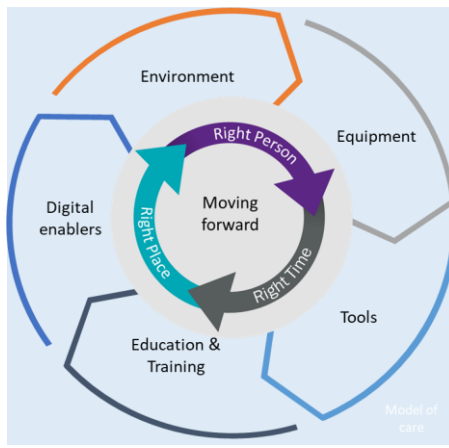 Environment
Equipment
Right Person
Digital
enablers
Right Place
Moving
forward
Right Time
Tools
Education &
Training
Model of
care